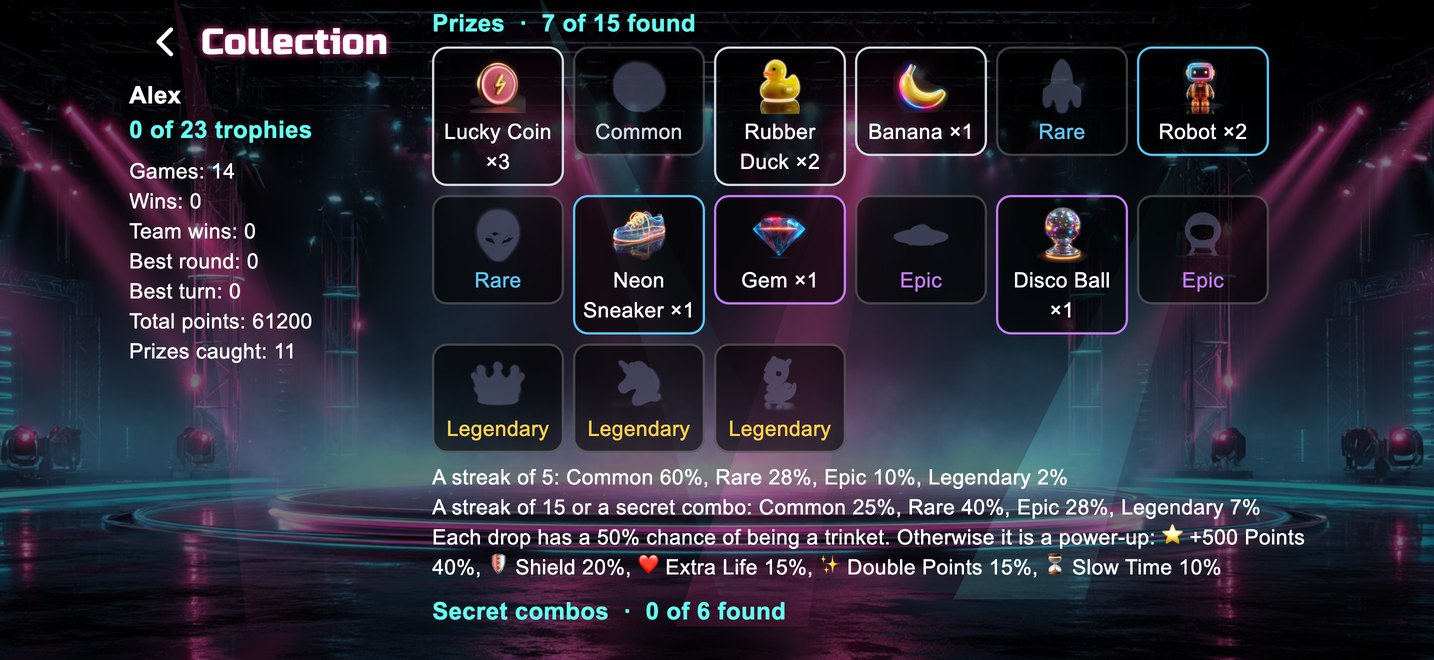 Collection
Alex
0 of 23 trophies
Games: 14
Wins: 0
Team wins: 0
Best round: 0
Best turn: 0
Total points: 61200
Prizes caught: 11
Prizes · 7 of 15 found
Lucky Coin
×3
Common
Rubber
Duck ×2
Banana ×1
Rare
Robot ×2
Rare
Neon
Sneaker ×1
Gem ×1
Epic
Disco Ball
×1
Epic
Legendary
Legendary
Legendary
A streak of 5: Common 60%, Rare 28%, Epic 10%, Legendary 2%
A streak of 15 or a secret combo: Common 25%, Rare 40%, Epic 28%, Legendary 7%
Each drop has a 50% chance of being a trinket. Otherwise it is a power-up: ⭐ +500 Points
40%, 🛡 Shield 20%, ❤️ Extra Life 15%, ✨ Double Points 15%, ⏳ Slow Time 10%
Secret combos · 0 of 6 found